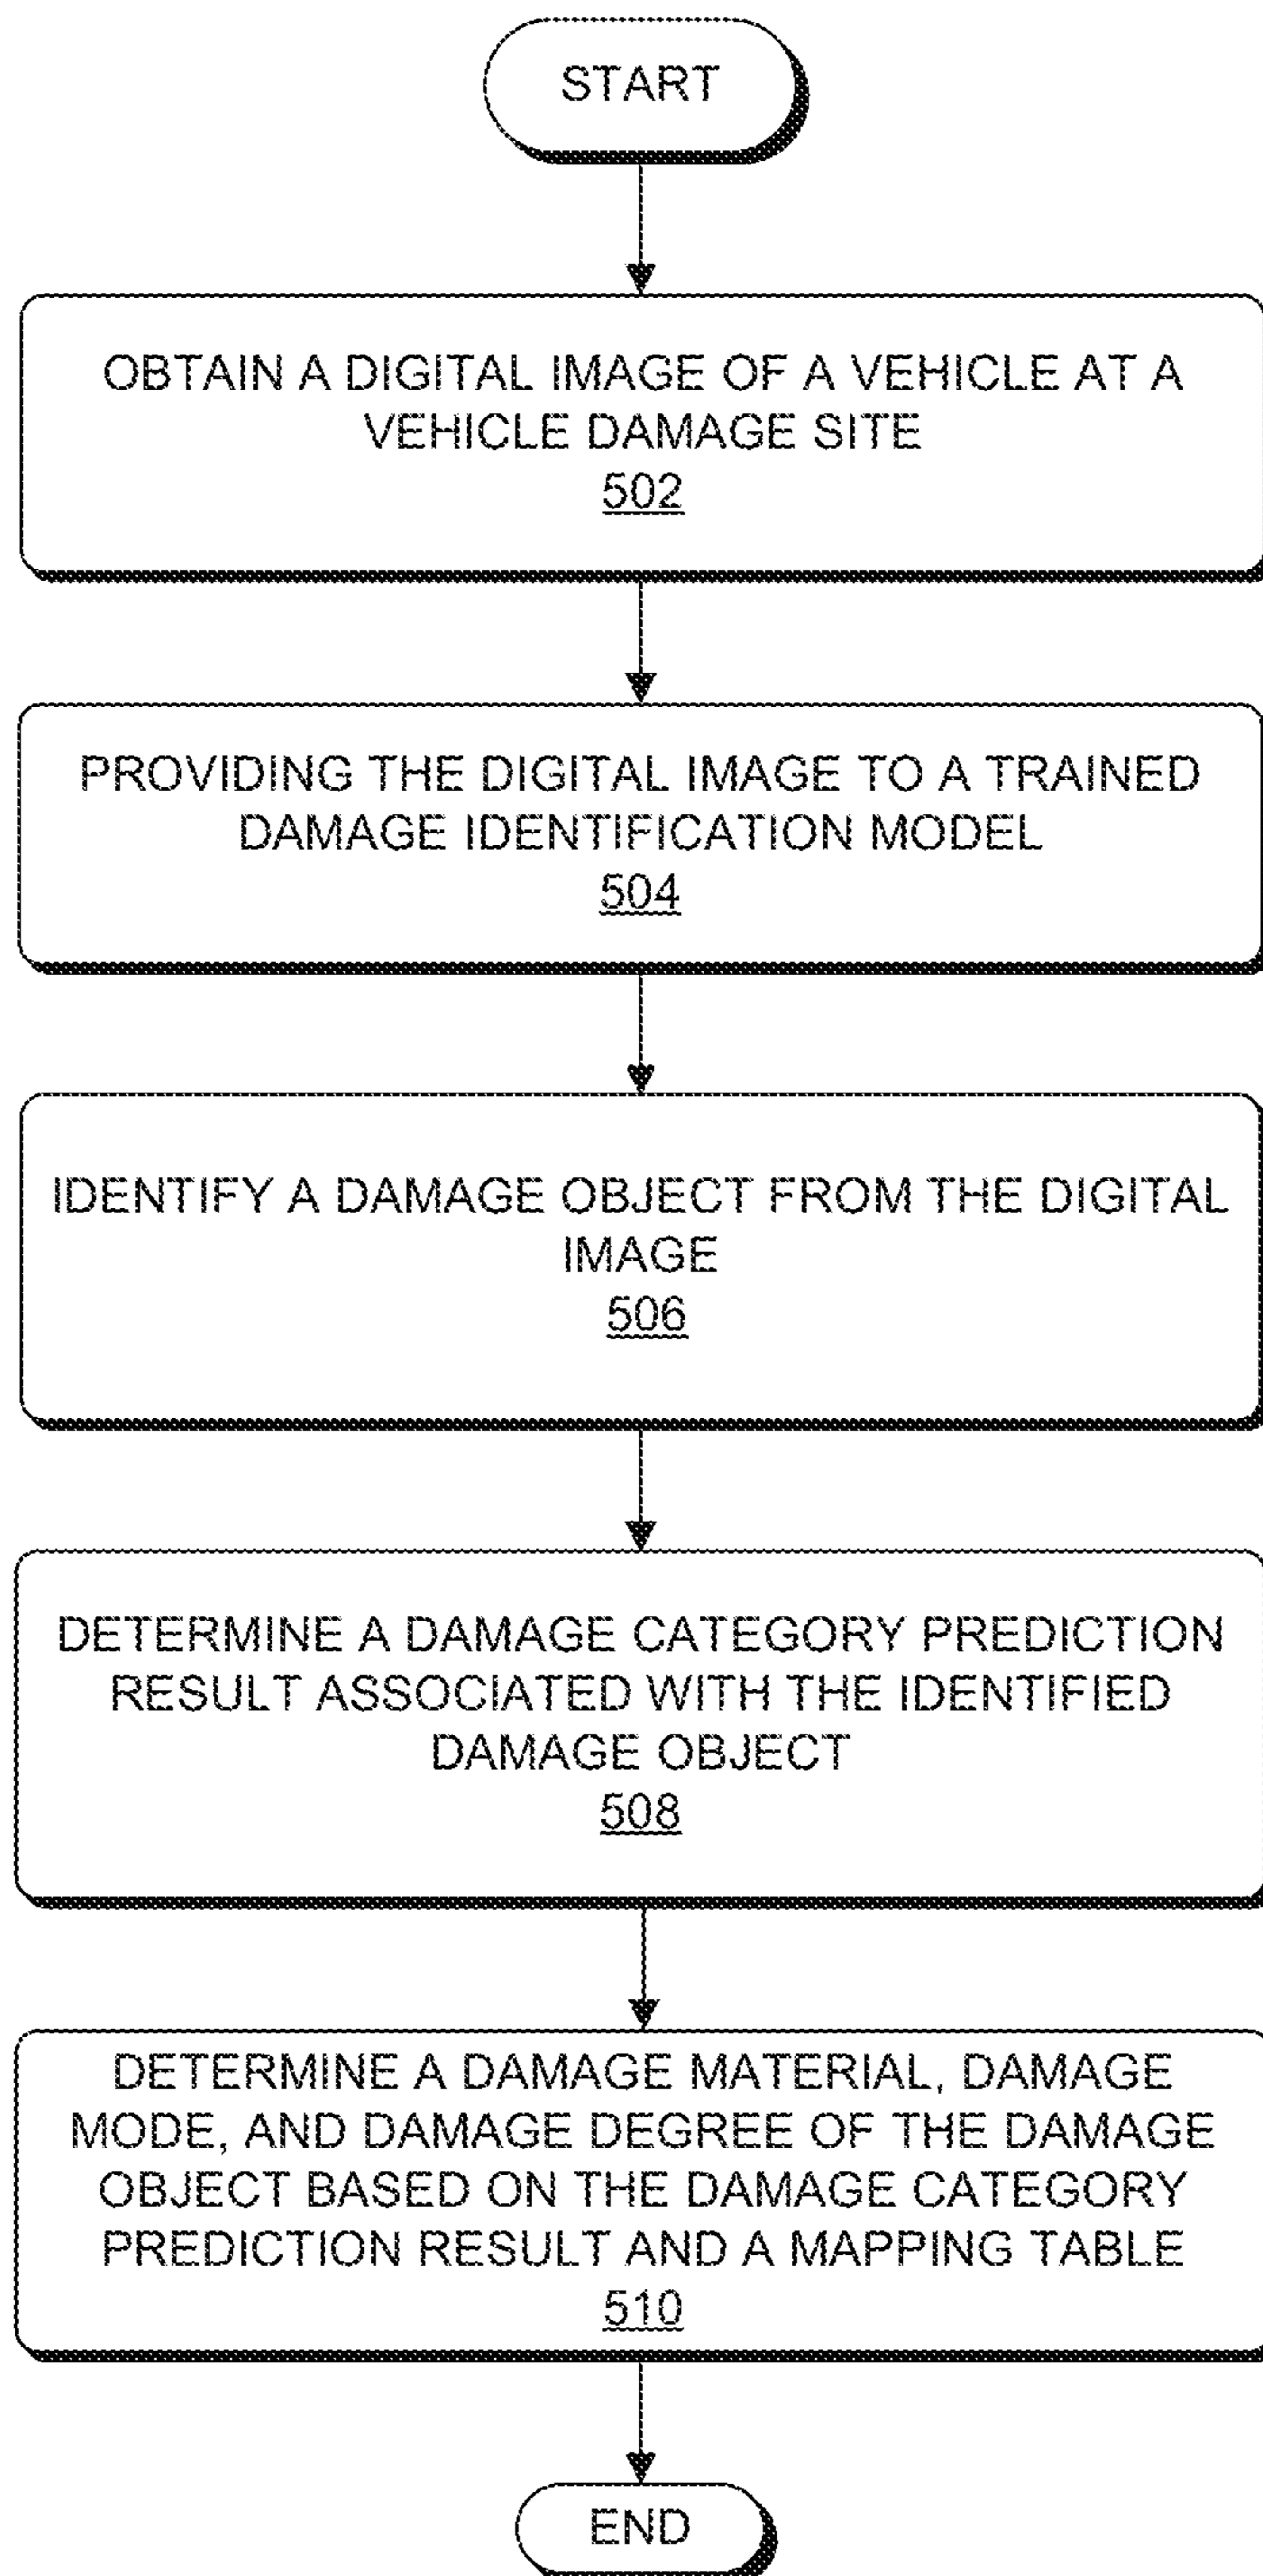 START
OBTAIN A DIGITAL IMAGE OF A VEHICLE AT A
VEHICLE DAMAGE SITE
502
PROVIDING THE DIGITAL IMAGE TO A TRAINED
DAMAGE IDENTIFICATION MODEL
504
IDENTIFY A DAMAGE OBJECT FROM THE DIGITAL
IMAGE
506
DETERMINE A DAMAGE CATEGORY PREDICTION
RESULT ASSOCIATED WITH THE IDENTIFIED
DAMAGE OBJECT
508
DETERMINE A DAMAGE MATERIAL, DAMAGE
MODE, AND DAMAGE DEGREE OF THE DAMAGE
OBJECT BASED ON THE DAMAGE CATEGORY
PREDICTION RESULT AND A MAPPING TABLE
510
END